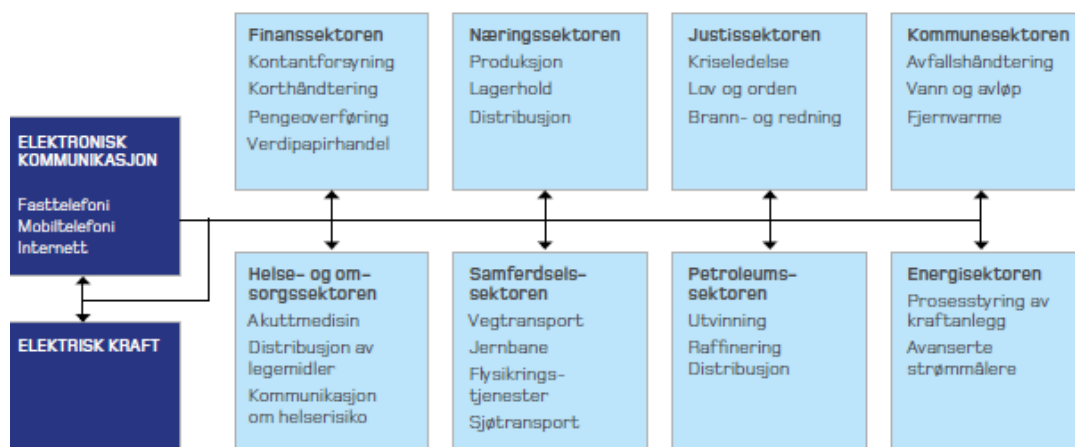 ELEKTRONISK
KOMMUNIKASJON
Fasttelefoni
Mobiltelefoni
Internett
ELEKTRISK KRAFT
Finanssektoren
Kontantforsyning
Korthåndtering
Pengeoverføring
Verdipapirhandel
Næringssektoren
Produksjon
Lagerhold
Distribusjon
Justissektoren
Kriseledelse
Lov og orden
Brann- og redning
Kommunesektoren
Avfallshåndtering
Vann og avløp
Fjernvarme
Helse- og om-
sorgssektoren
Akuttmedisin
Distribusjon av
legemidler
Kommunikasjon
om helserisiko
Samferdsels-
sektoren
Vegtransport
Jernbane
Flysikrings-
tjenester
Sjøtransport
Petroleums-
sektoren
Utvinning
Raffinering
Distribusjon
Energisektoren
Prosesstyring av
kraftanlegg
Avanserte
strømmålere